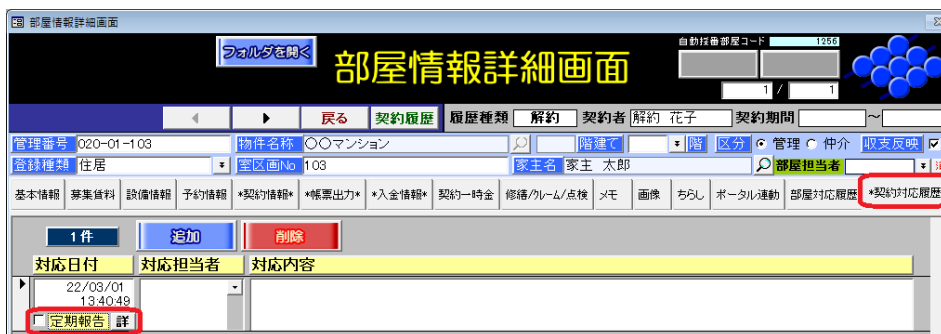 部屋情報詳細画面
フォルダを開く
部屋情報詳細画面
自動採番部屋コード 1256
1 / 1
戻る 契約履歴 履歴種類 解約 契約者 解約 花子 契約期間 ～
管理番号 020-01-103 物件名称 〇〇マンション 階建て 階 区分 管理 仲介 収支反映
登録種類 住居 室区画No 103 家主名 家主 太郎 部屋担当者
基本情報 募集賃料 設備情報 予約情報 *契約情報* *帳票出力* *入金情報* 契約一時金 修繕/クレーム/点検 メモ 画像 ちらし ポータル連動 部屋対応履歴 *契約対応履歴
1件 追加 削除
対応日付 対応担当者 対応内容
22/03/01
13:40:49
定期報告 詳